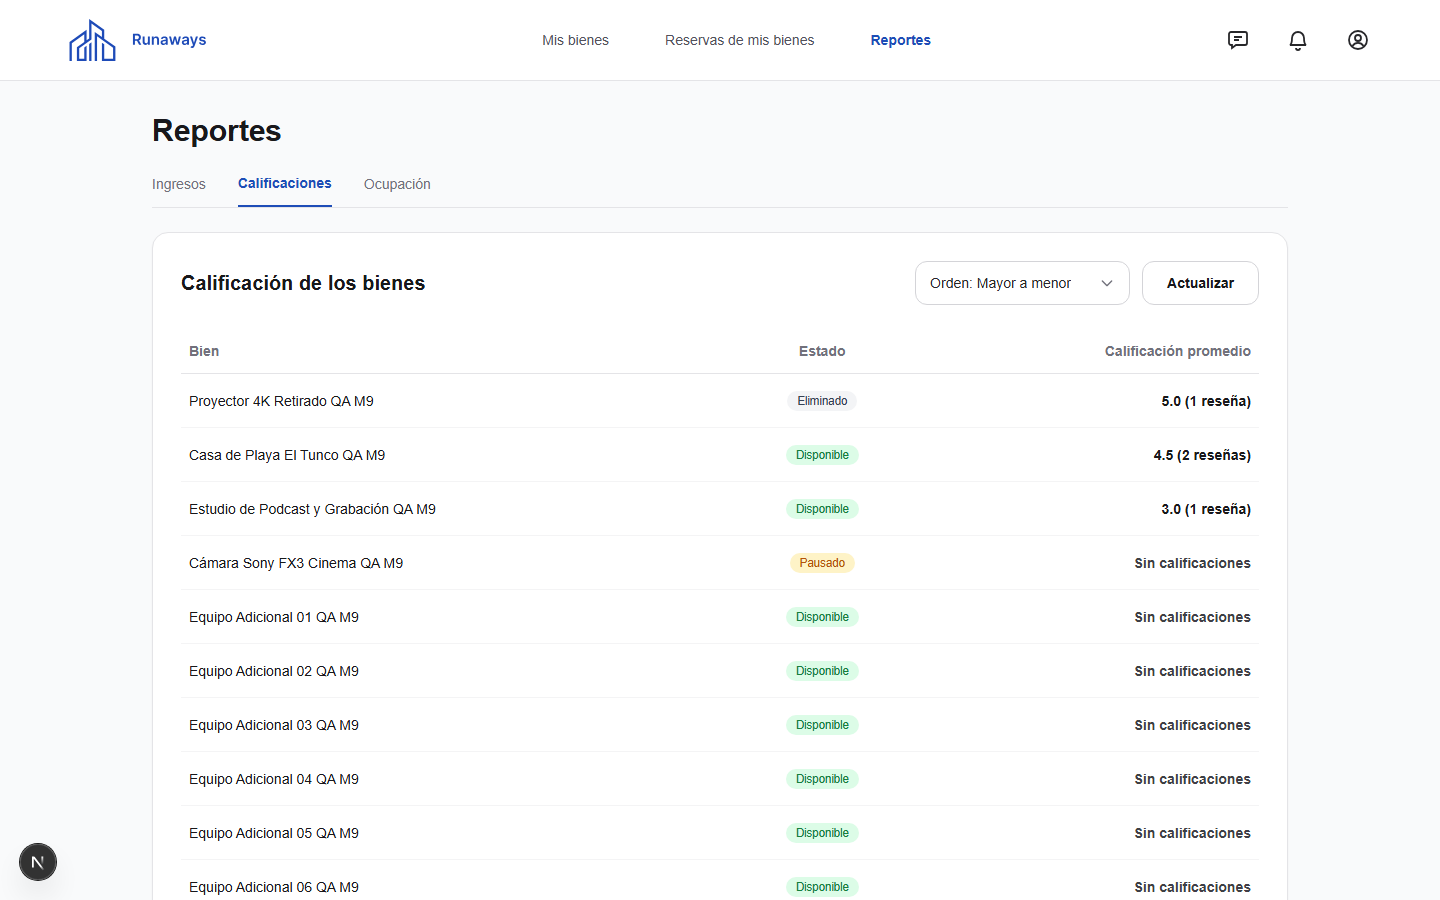 Runaways
Mis bienes
Reservas de mis bienes
Reportes
Reportes
Ingresos
Calificaciones
Ocupación
Calificación de los bienes
Orden: Mayor a menor
Actualizar
Bien Estado Calificación promedio
Proyector 4K Retirado QA M9 Eliminado 5.0 (1 reseña)
Casa de Playa El Tunco QA M9 Disponible 4.5 (2 reseñas)
Estudio de Podcast y Grabación QA M9 Disponible 3.0 (1 reseña)
Cámara Sony FX3 Cinema QA M9 Pausado Sin calificaciones
Equipo Adicional 01 QA M9 Disponible Sin calificaciones
Equipo Adicional 02 QA M9 Disponible Sin calificaciones
Equipo Adicional 03 QA M9 Disponible Sin calificaciones
Equipo Adicional 04 QA M9 Disponible Sin calificaciones
Equipo Adicional 05 QA M9 Disponible Sin calificaciones
Equipo Adicional 06 QA M9 Disponible Sin calificaciones
N